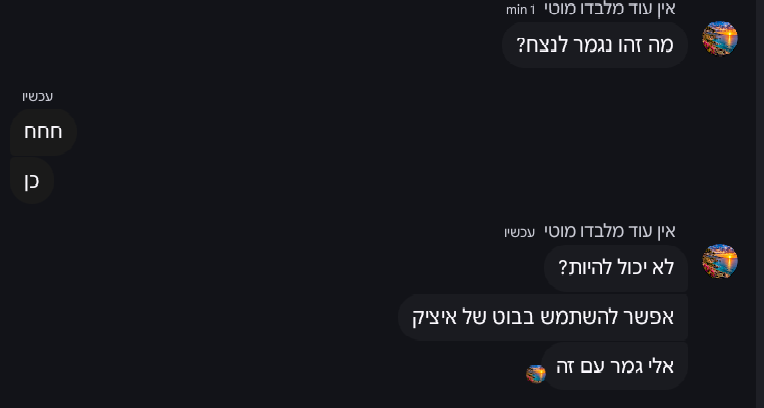 אין עוד מלבדו מוטי 1 min
מה זהו נגמר לנצח?
עכשיו
חחח
כן
אין עוד מלבדו מוטי עכשיו
לא יכול להיות?
אפשר להשתמש בבוט של איציק
אלי גמר עם זה